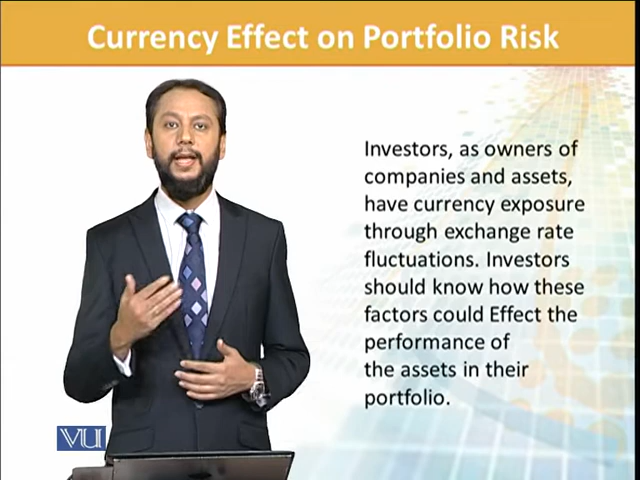 Currency Effect on Portfolio Risk
Investors, as owners of
companies and assets,
have currency exposure
through exchange rate
fluctuations. Investors
should know how these
factors could Effect the
performance of
the assets in their
portfolio.
VU